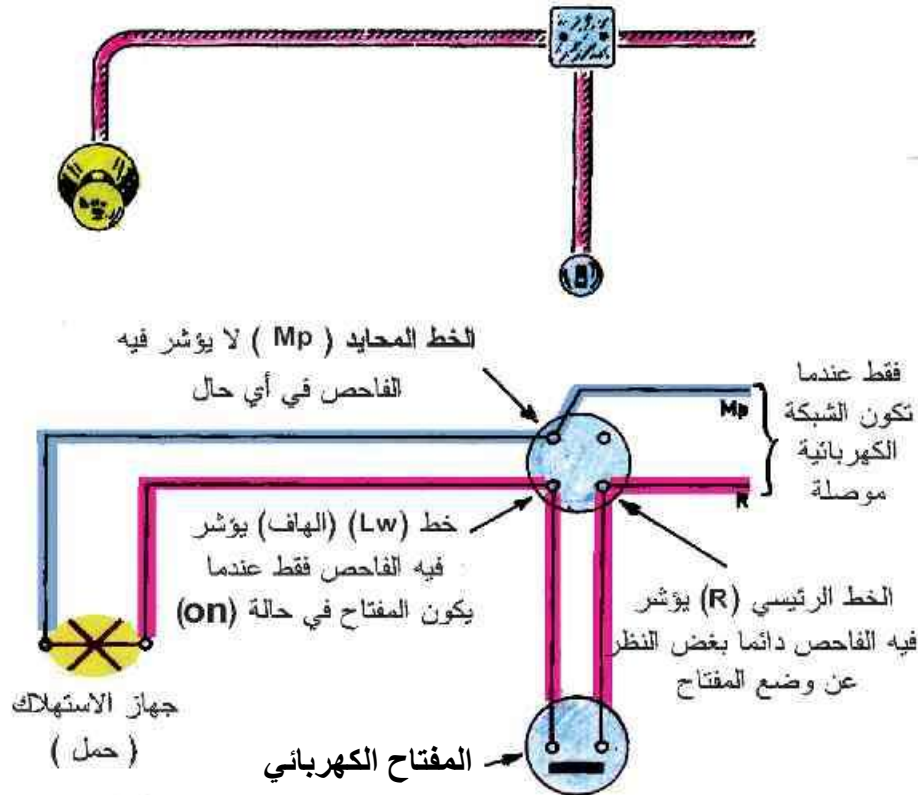 الخط المحايد ( Mp ) لا يؤشر فيه
الفاحص في أي حال
فقط عندما
تكون الشبكة
الكهربائية
موصلة
Mp
R
خط (Lw) (الهاف) يؤشر
فيه الفاحص فقط عندما
يكون المفتاح في حالة (on)
الخط الرئيسي (R) يؤشر
فيه الفاحص دائما بغض النظر
عن وضع المفتاح
جهاز الاستهلاك
( حمل )
المفتاح الكهربائي